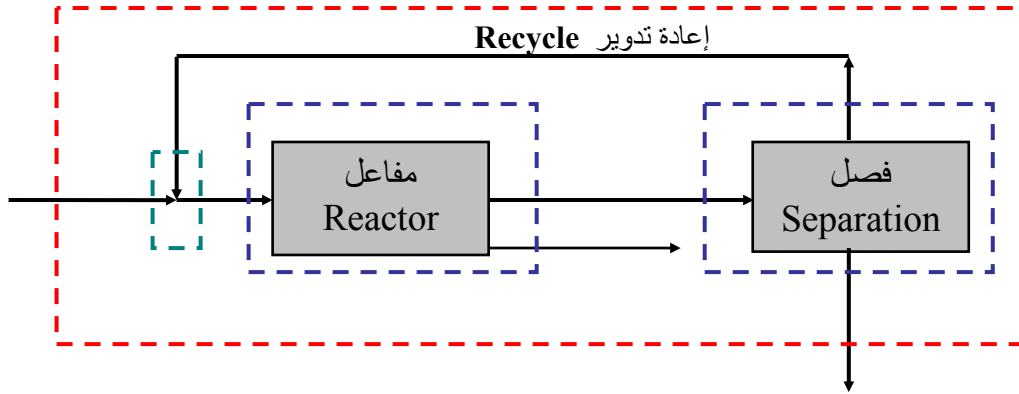 إعادة تدوير Recycle
مفاعل
Reactor
فصل
Separation